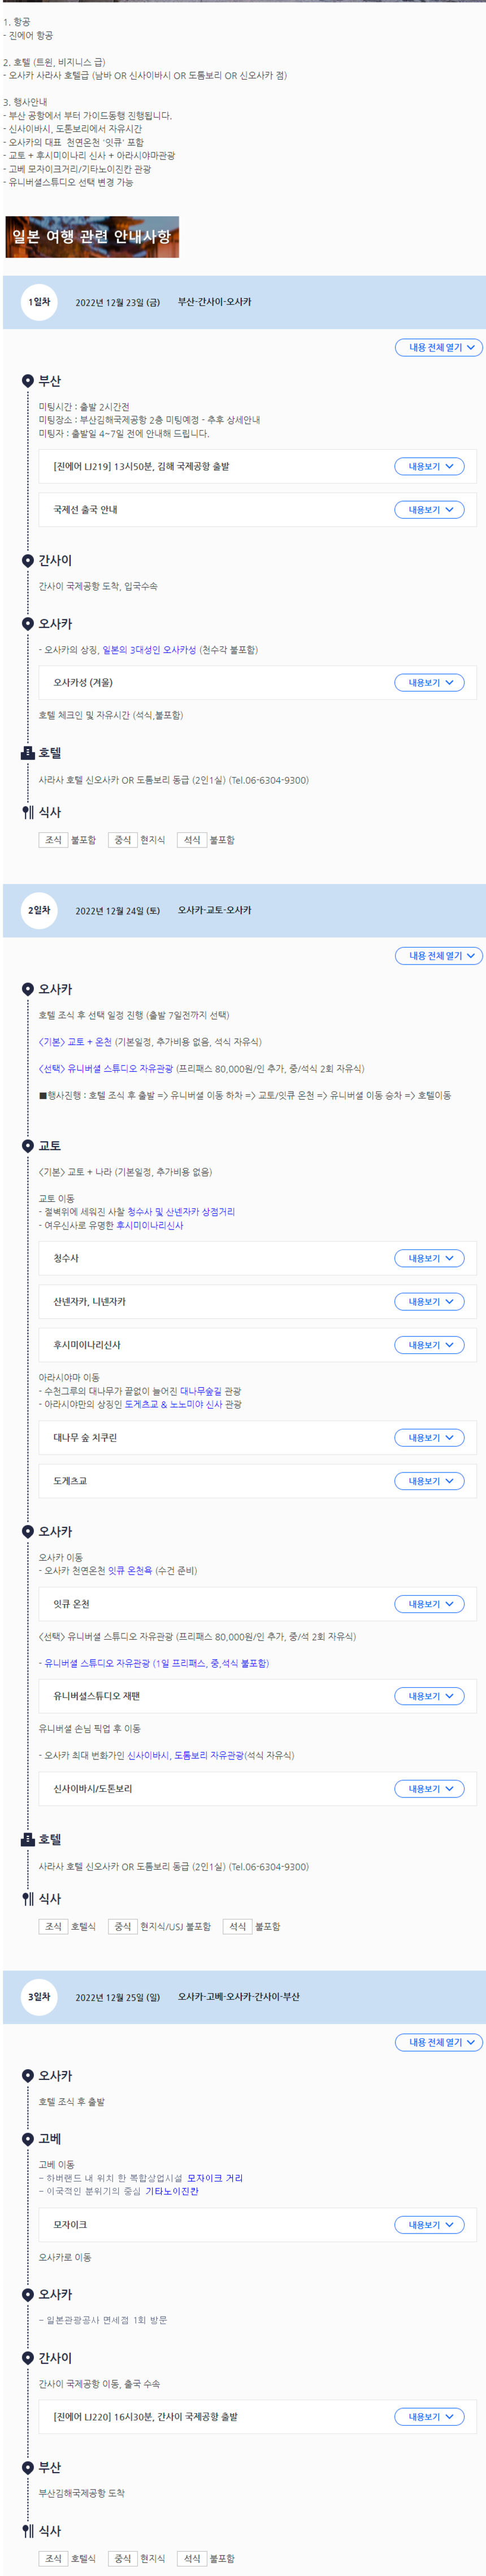 1. 항공
- 진에어 항공
2. 호텔 (트윈, 비지니스 급)
- 오사카 사라사 호텔급 (남바 OR 신사이바시 OR 도톰보리 OR 신오사카 점)
3. 행사안내
- 부산 공항에서 부터 가이드동행 진행됩니다.
- 신사이바시, 도톤보리에서 자유시간
- 오사카의 대표 천연온천 '잇큐' 포함
- 교토 + 후시미이나리 신사 + 아라시야마관광
- 고베 모자이크거리/기타노이진칸 관광
- 유니버셜스튜디오 선택 변경 가능
일본 여행 관련 안내사항
1일차 2022년 12월 23일 (금) 부산-간사이-오사카
내용 전체 열기
부산
미팅시간 : 출발 2시간전
미팅장소 : 부산김해국제공항 2층 미팅예정 - 추후 상세안내
미팅자 : 출발일 4~7일 전에 안내해 드립니다.
[진에어 LJ219] 13시50분, 김해 국제공항 출발 내용보기
국제선 출국 안내 내용보기
간사이
간사이 국제공항 도착, 입국수속
오사카
- 오사카의 상징, 일본의 3대성인 오사카성 (천수각 불포함)
오사카성 (겨울) 내용보기
호텔 체크인 및 자유시간 (석식,불포함)
호텔
사라사 호텔 신오사카 OR 도톰보리 동급 (2인1실) (Tel.06-6304-9300)
식사
조식 불포함 중식 현지식 석식 불포함
2일차 2022년 12월 24일 (토) 오사카-교토-오사카
내용 전체 열기
오사카
호텔 조식 후 선택 일정 진행 (출발 7일전까지 선택)
<기본> 교토 + 온천 (기본일정, 추가비용 없음, 석식 자유식)
<선택> 유니버셜 스튜디오 자유관광 (프리패스 80,000원/인 추가, 중/석식 2회 자유식)
■행사진행 : 호텔 조식 후 출발 => 유니버셜 이동 하차 => 교토/잇큐 온천 => 유니버셜 이동 승차 => 호텔이동
교토
<기본> 교토 + 나라 (기본일정, 추가비용 없음)
교토 이동
- 절벽위에 세워진 사찰 청수사 및 산넨자카 상점거리
- 여우신사로 유명한 후시미이나리신사
청수사 내용보기
산넨자카, 니넨자카 내용보기
후시미이나리신사 내용보기
아라시야마 이동
- 수천그루의 대나무가 끝없이 늘어진 대나무숲길 관광
- 아라시야만의 상징인 도게츠교 & 노노미야 신사 관광
대나무 숲 치쿠린 내용보기
도게츠교 내용보기
오사카
오사카 이동
- 오사카 천연온천 잇큐 온천욕 (수건 준비)
잇큐 온천 내용보기
<선택> 유니버셜 스튜디오 자유관광 (프리패스 80,000원/인 추가, 중/석 2회 자유식)
- 유니버셜 스튜디오 자유관광 (1일 프리패스, 중,석식 불포함)
유니버셜스튜디오 재팬 내용보기
유니버셜 손님 픽업 후 이동
- 오사카 최대 번화가인 신사이바시, 도톰보리 자유관광(석식 자유식)
신사이바시/도톤보리 내용보기
호텔
사라사 호텔 신오사카 OR 도톰보리 동급 (2인1실) (Tel.06-6304-9300)
식사
조식 호텔식 중식 현지식/USJ 불포함 석식 불포함
3일차 2022년 12월 25일 (일) 오사카-고베-오사카-간사이-부산
내용 전체 열기
오사카
호텔 조식 후 출발
고베
고베 이동
- 하버랜드 내 위치 한 복합상업시설 모자이크 거리
- 이국적인 분위기의 중심 기타노이진칸
모자이크 내용보기
오사카로 이동
오사카
- 일본관광공사 면세점 1회 방문
간사이
간사이 국제공항 이동, 출국 수속
[진에어 LJ220] 16시30분, 간사이 국제공항 출발 내용보기
부산
부산김해국제공항 도착
식사
조식 호텔식 중식 현지식 석식 불포함